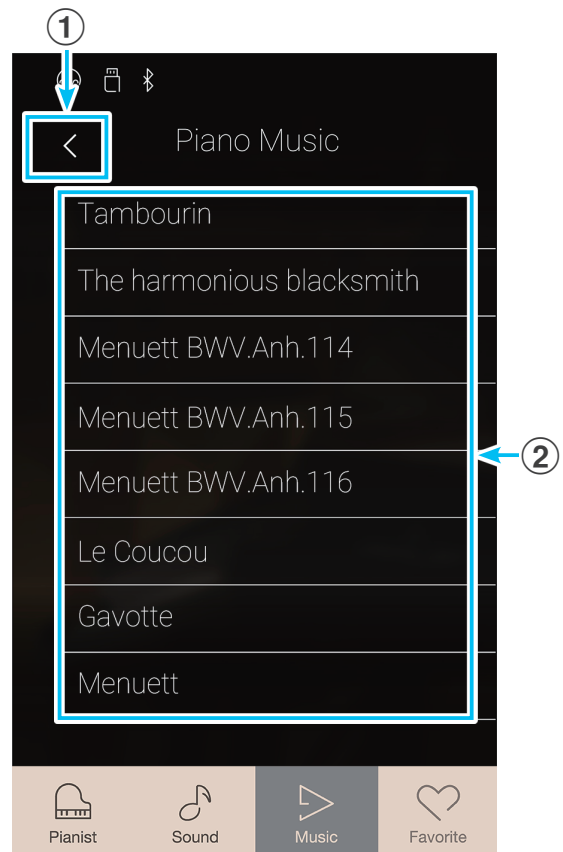 1
Piano Music
Tambourin
The harmonious blacksmith
Menuett BWV.Anh.114
Menuett BWV.Anh.115
2
Menuett BWV.Anh.116
Le Coucou
Gavotte
Menuett
Pianist Sound Music Favorite